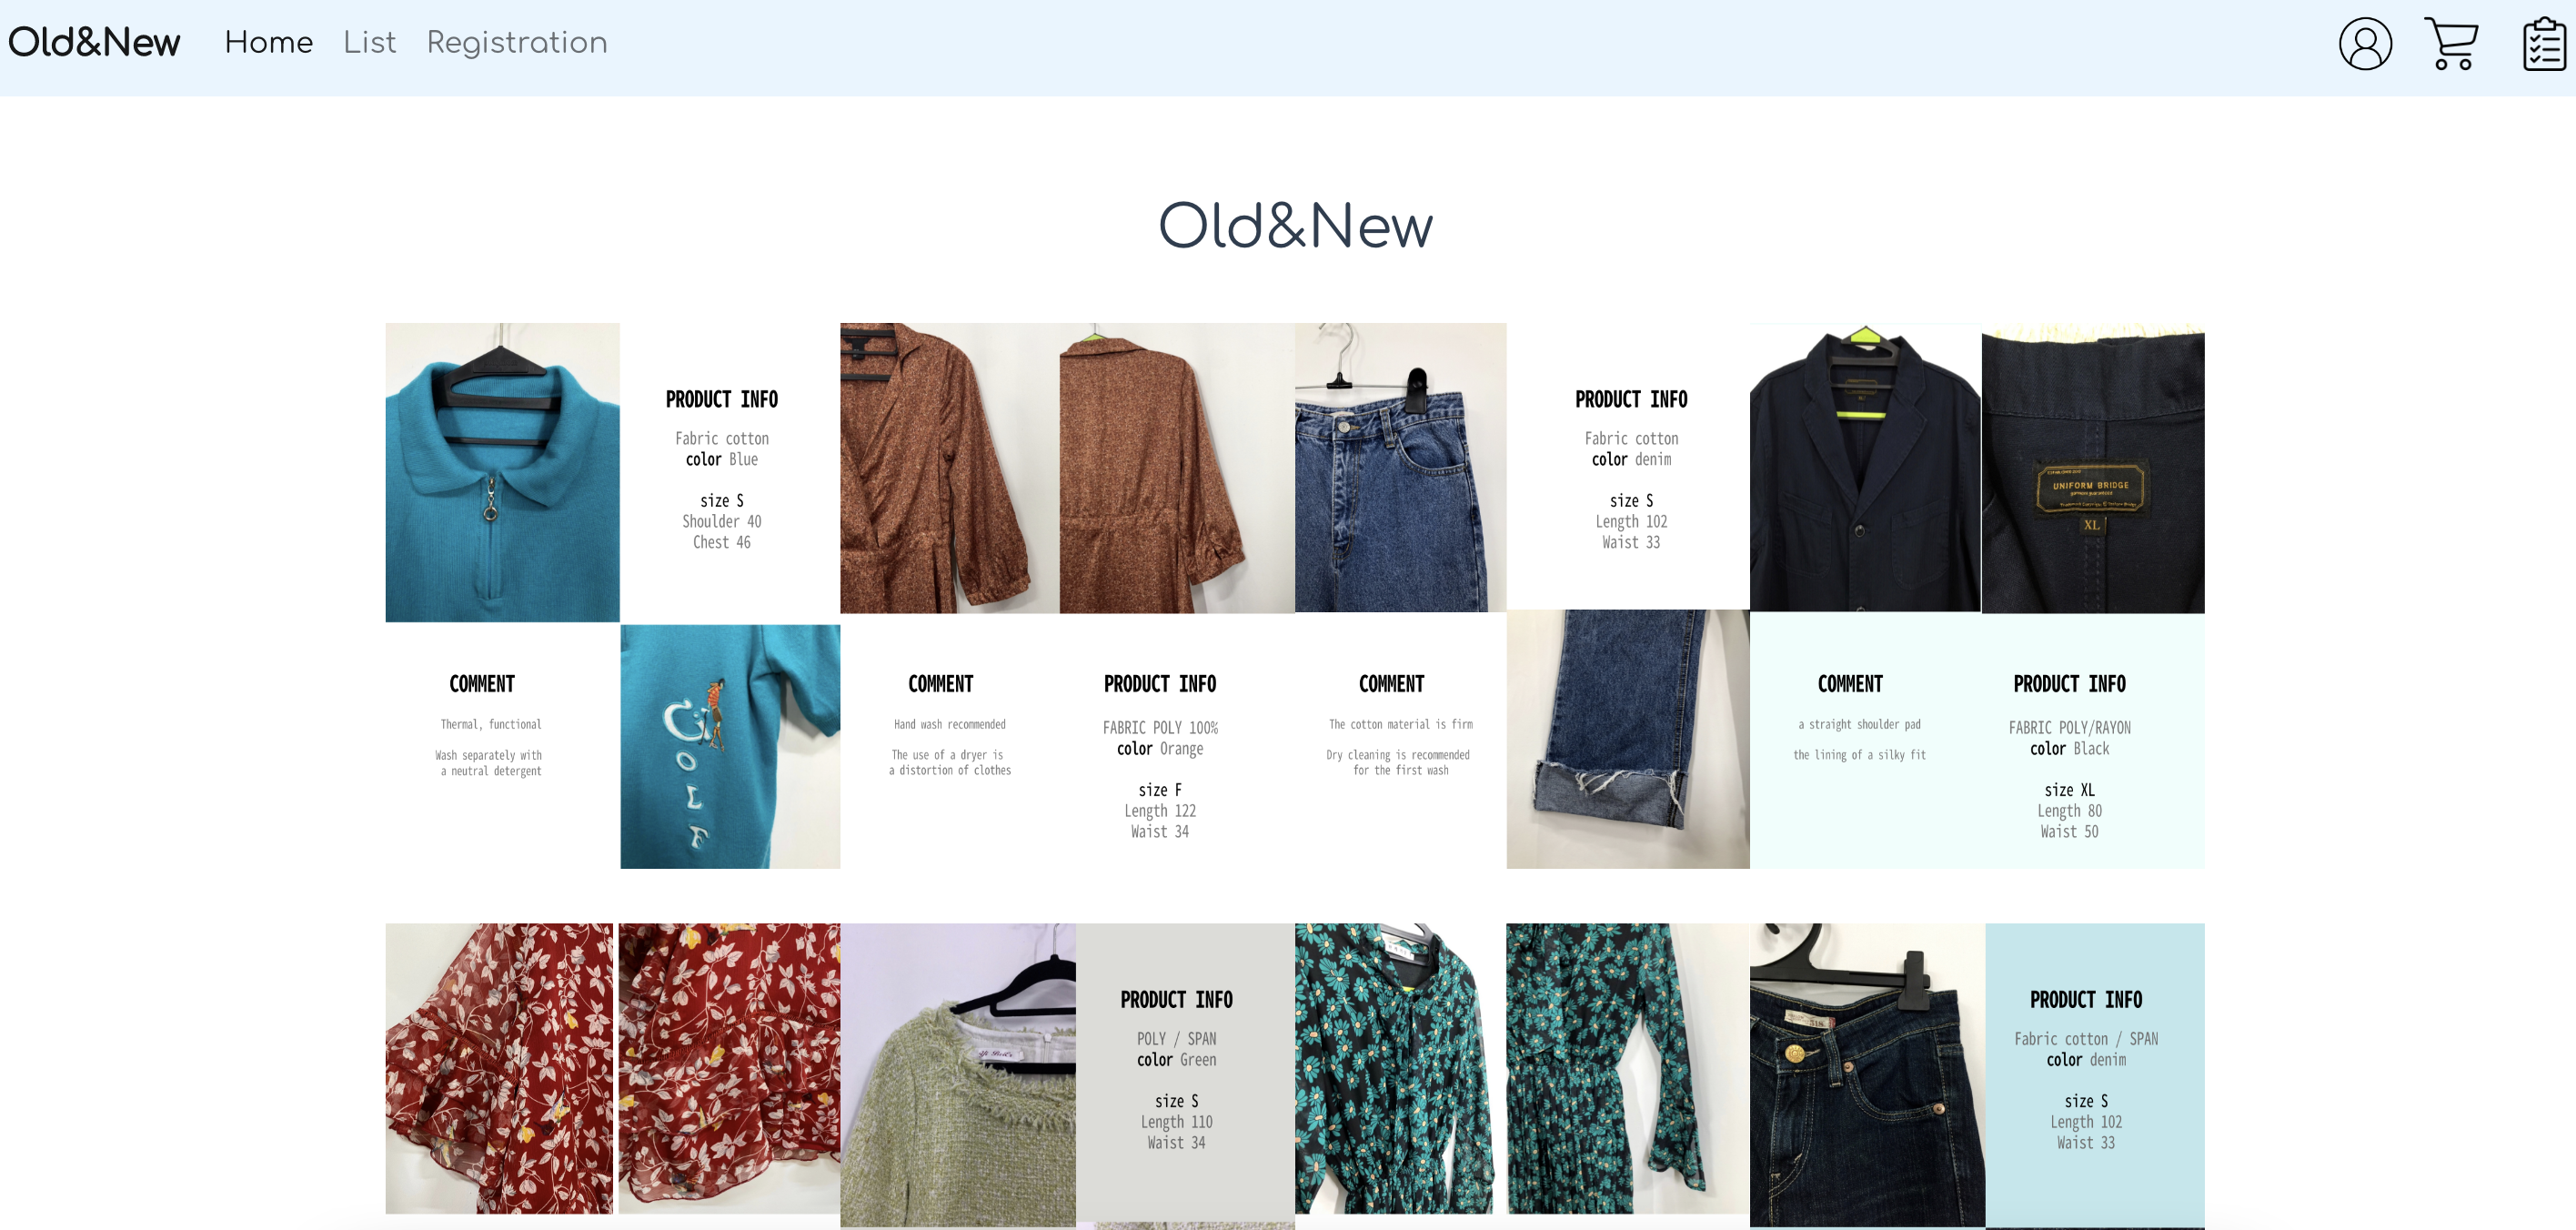 Old&New
Home
List
Registration
Old&New
PRODUCT INFO
Fabric cotton
color Blue
size S
Shoulder 40
Chest 46
COMMENT
Thermal, functional
Wash separately with
a neutral detergent
GOLF
COMMENT
Hand wash recommended
The use of a dryer is
a distortion of clothes
PRODUCT INFO
FABRIC POLY 100%
color Orange
size F
Length 122
Waist 34
PRODUCT INFO
Fabric cotton
color denim
size S
Length 102
Waist 33
COMMENT
The cotton material is firm
Dry cleaning is recommended
for the first wash
UNIFORM BRIDGE
XL
COMMENT
a straight shoulder pad
the lining of a silky fit
PRODUCT INFO
FABRIC POLY/RAYON
color Black
size XL
Length 80
Waist 50
PRODUCT INFO
POLY / SPAN
color Green
size S
Length 110
Waist 34
PRODUCT INFO
Fabric cotton / SPAN
color denim
size S
Length 102
Waist 33